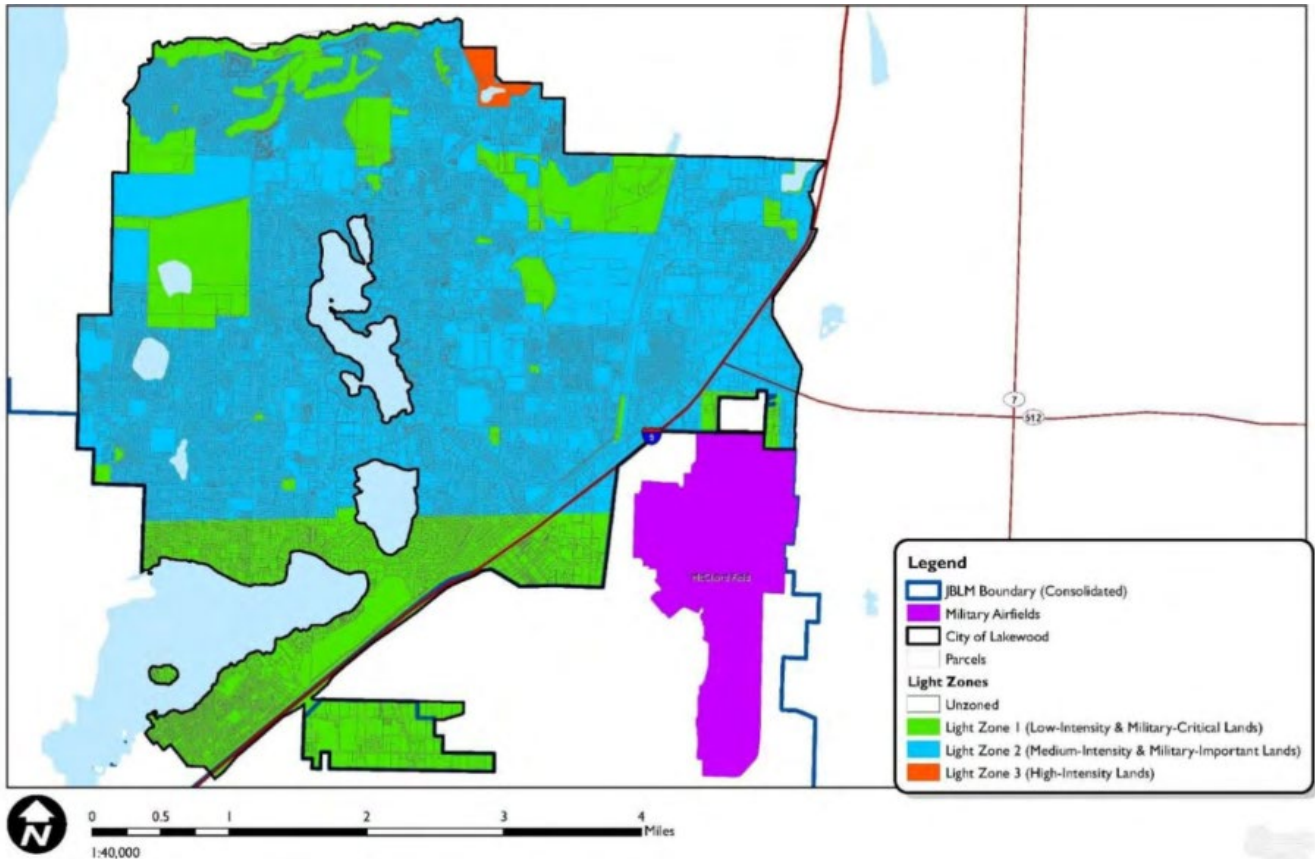 7
512
5
McChord Field
Legend
JBLM Boundary (Consolidated)
Military Airfields
City of Lakewood
Parcels
Light Zones
Unzoned
Light Zone 1 (Low-Intensity & Military-Critical Lands)
Light Zone 2 (Medium-Intensity & Military-Important Lands)
Light Zone 3 (High-Intensity Lands)
N
0 0.5 1 2 3 4 Miles
1:40,000